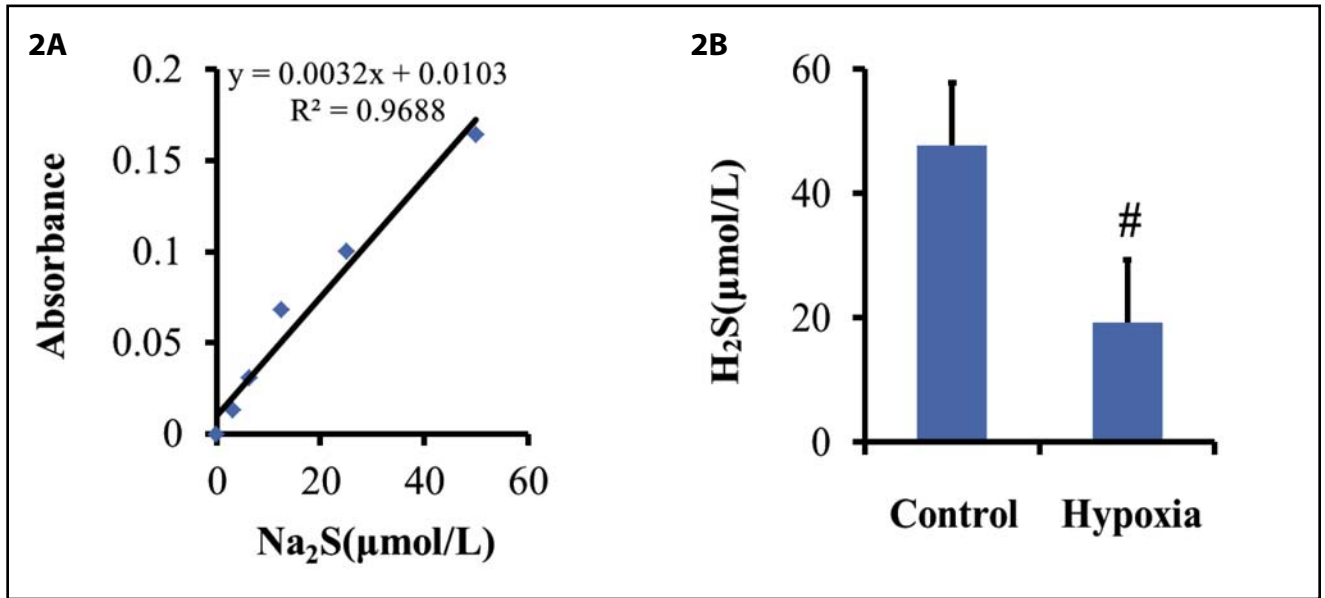 2A
y = 0.0032x + 0.0103
R² = 0.9688
0.2
0.15
0.1
0.05
0
Absorbance
0 20 40 60
Na₂S(μmol/L)
2B
60
40
20
0
H₂S(μmol/L)
#
Control Hypoxia